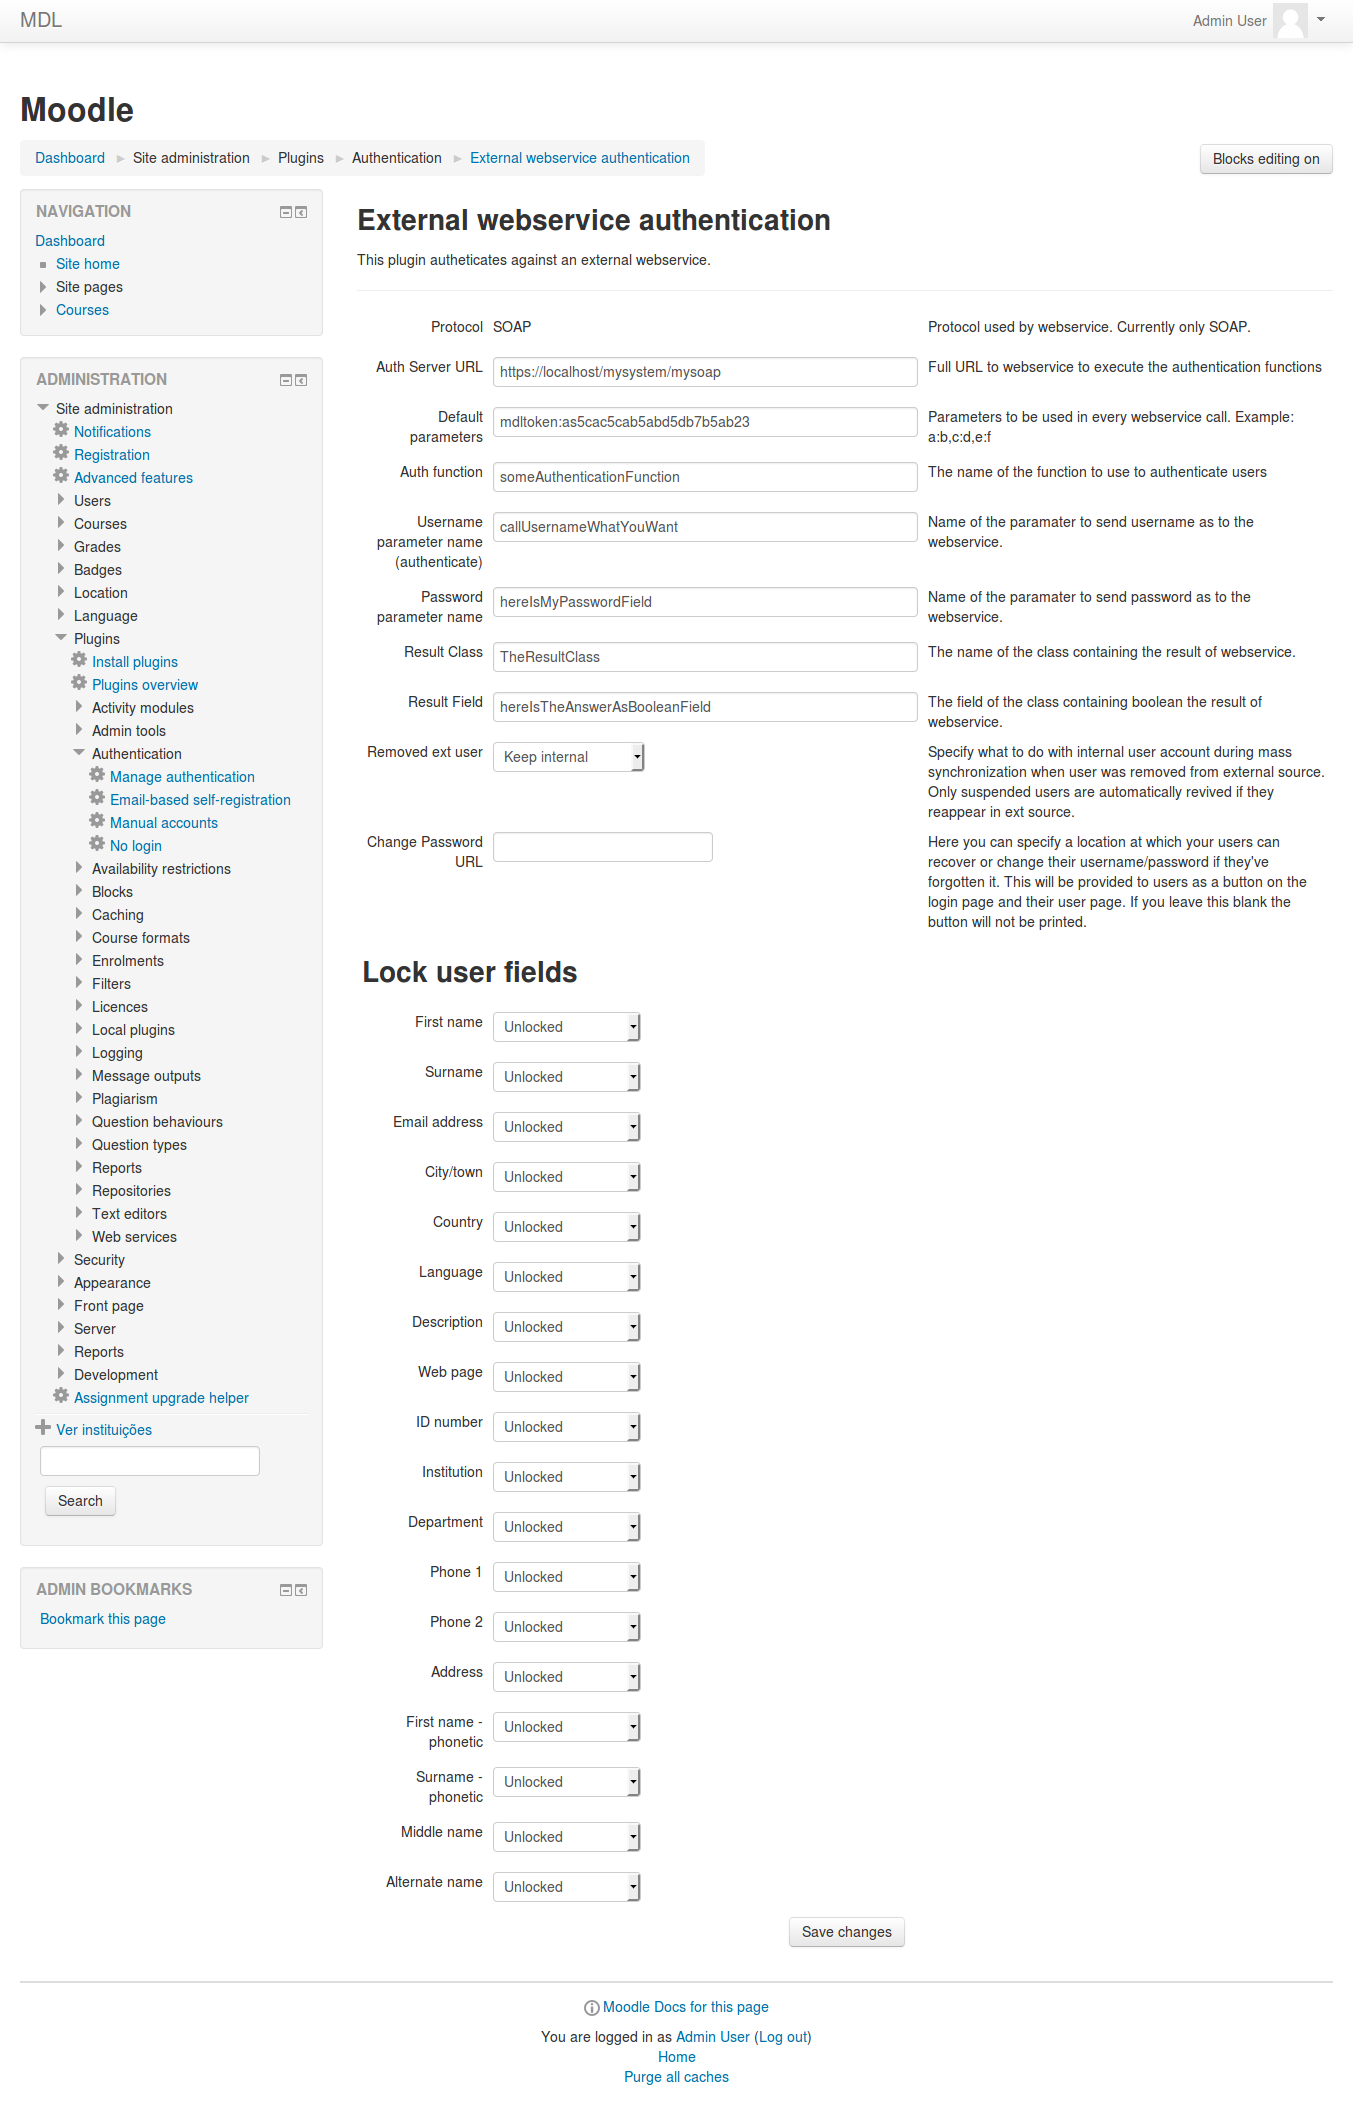 MDL
Admin User
Moodle
Dashboard Site administration Plugins Authentication External webservice authentication
Blocks editing on
NAVIGATION
Dashboard
Site home
Site pages
Courses
ADMINISTRATION
Site administration
Notifications
Registration
Advanced features
Users
Courses
Grades
Badges
Location
Language
Plugins
Install plugins
Plugins overview
Activity modules
Admin tools
Authentication
Manage authentication
Email-based self-registration
Manual accounts
No login
Availability restrictions
Blocks
Caching
Course formats
Enrolments
Filters
Licences
Local plugins
Logging
Message outputs
Plagiarism
Question behaviours
Question types
Reports
Repositories
Text editors
Web services
Security
Appearance
Front page
Server
Reports
Development
Assignment upgrade helper
Ver instituições
Search
ADMIN BOOKMARKS
Bookmark this page
External webservice authentication
This plugin autheticates against an external webservice.
Protocol SOAP Protocol used by webservice. Currently only SOAP.
Auth Server URL https://localhost/mysystem/mysoap Full URL to webservice to execute the authentication functions
Default parameters mdltoken:as5cac5cab5abd5db7b5ab23 Parameters to be used in every webservice call. Example:
a:b,c:d,e:f
Auth function someAuthenticationFunction The name of the function to use to authenticate users
Username
parameter name
(authenticate)
callUsernameWhatYouWant
Name of the paramater to send username as to the
webservice.
Password
parameter name
hereIsMyPasswordField
Name of the paramater to send password as to the
webservice.
Result Class TheResultClass The name of the class containing the result of webservice.
Result Field hereIsTheAnswerAsBooleanField The field of the class containing boolean the result of
webservice.
Removed ext user Keep internal Specify what to do with internal user account during mass
synchronization when user was removed from external source.
Only suspended users are automatically revived if they
reappear in ext source.
Change Password
URL
Here you can specify a location at which your users can
recover or change their username/password if they've
forgotten it. This will be provided to users as a button on the
login page and their user page. If you leave this blank the
button will not be printed.
Lock user fields
First name Unlocked
Surname Unlocked
Email address Unlocked
City/town Unlocked
Country Unlocked
Language Unlocked
Description Unlocked
Web page Unlocked
ID number Unlocked
Institution Unlocked
Department Unlocked
Phone 1 Unlocked
Phone 2 Unlocked
Address Unlocked
First name - Unlocked
phonetic
Surname - Unlocked
phonetic
Middle name Unlocked
Alternate name Unlocked
Save changes
Moodle Docs for this page
You are logged in as Admin User (Log out)
Home
Purge all caches